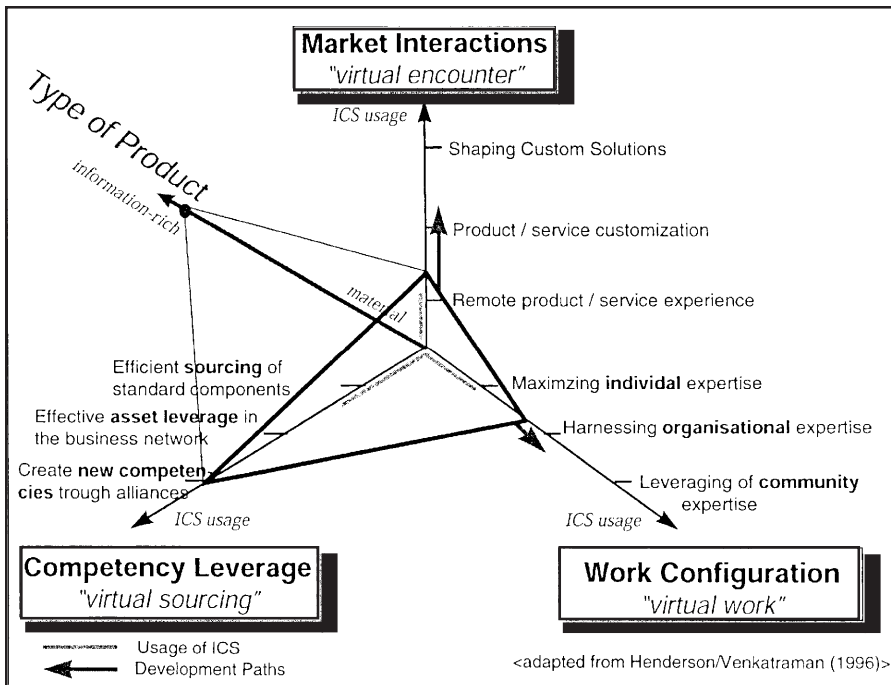 Market Interactions
"virtual encounter"
ICS usage
Type of Product
information-rich
material
Shaping Custom Solutions
Product / service customization
Remote product / service experience
Efficient sourcing of
standard components
Effective asset leverage in
the business network
Create new competen-
cies trough alliances
Maximzing individal expertise
Harnessing organisational expertise
Leveraging of community
expertise
ICS usage
ICS usage
Competency Leverage
"virtual sourcing"
Work Configuration
"virtual work"
Usage of ICS
Development Paths
<adapted from Henderson/Venkatraman (1996)>